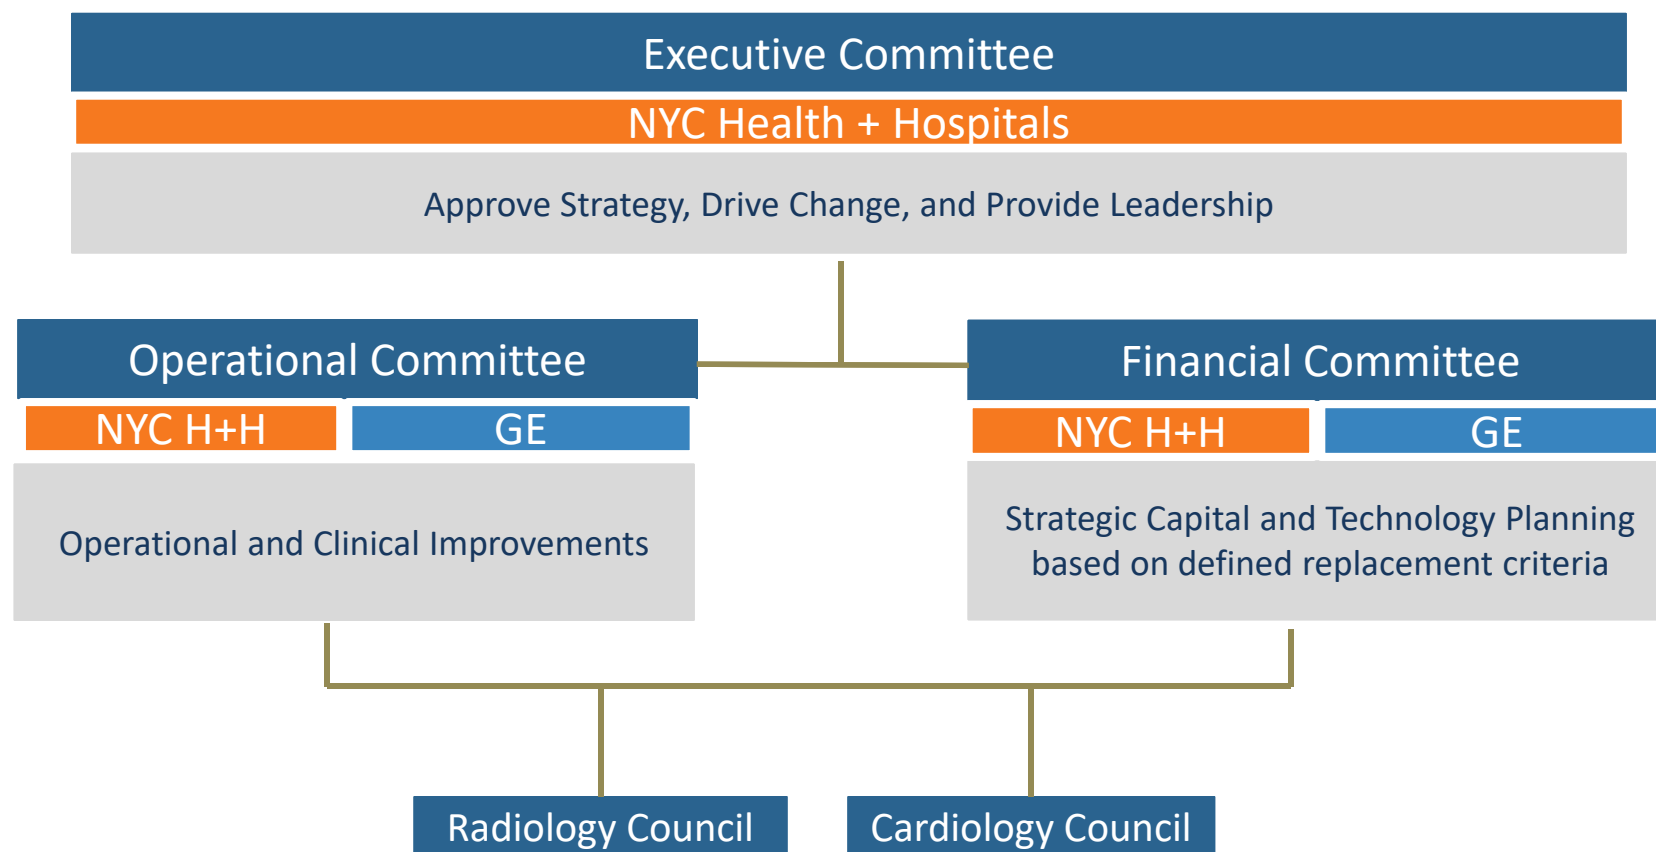 Executive Committee
NYC Health + Hospitals
Approve Strategy, Drive Change, and Provide Leadership
Operational Committee
NYC H+H
GE
Operational and Clinical Improvements
Financial Committee
NYC H+H
GE
Strategic Capital and Technology Planning
based on defined replacement criteria
Radiology Council
Cardiology Council